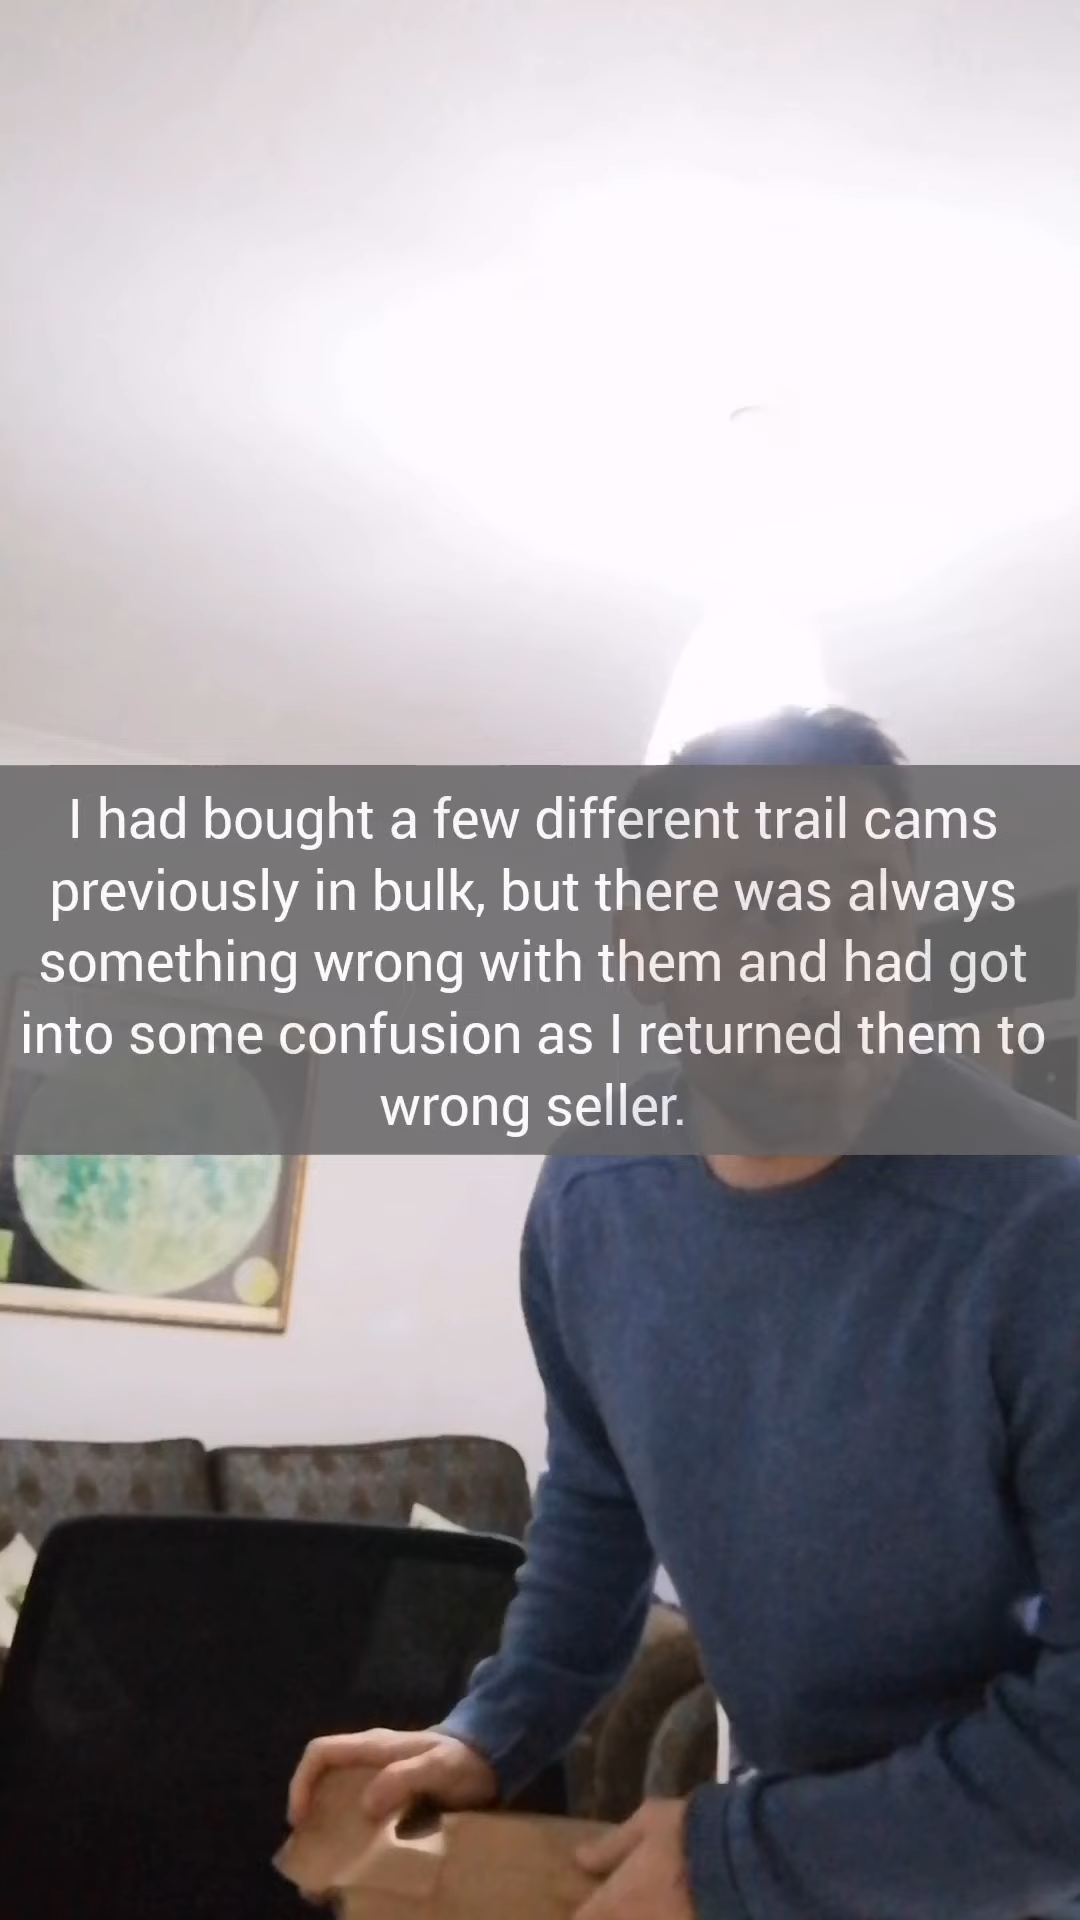 I had bought a few different trail cams
previously in bulk, but there was always
something wrong with them and had got
into some confusion as I returned them to
wrong seller.